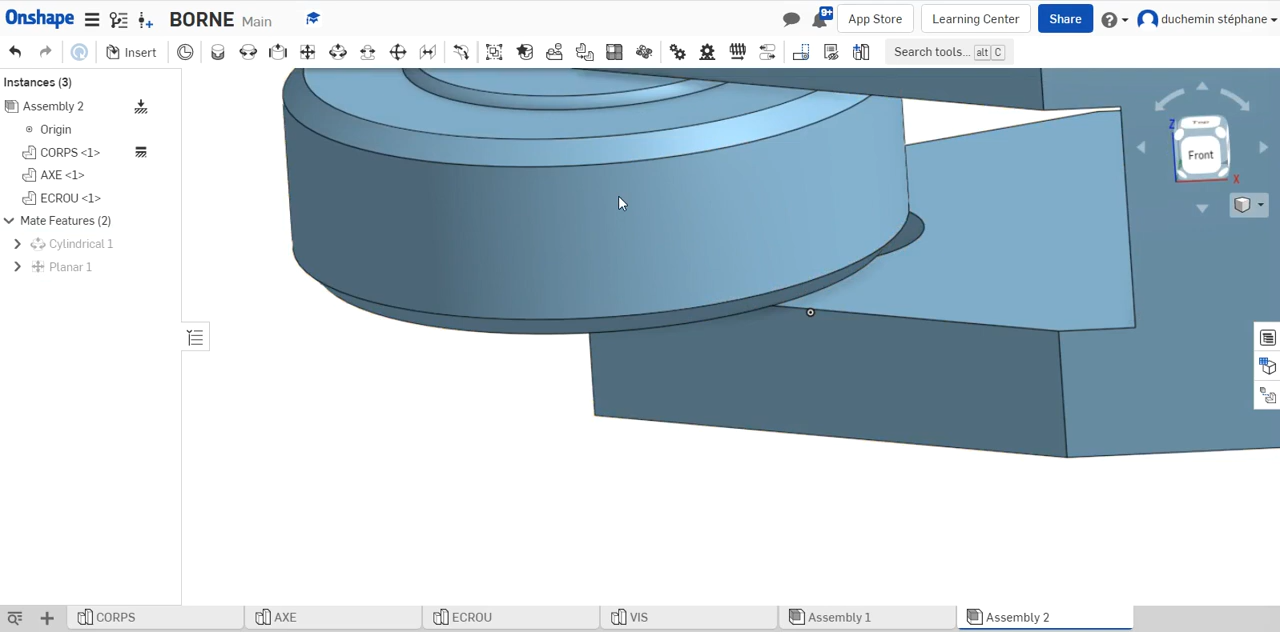 Onshape BORNE Main 9+ App Store Learning Center Share duchemin stéphane
Insert Search tools... alt C
Instances (3)
Assembly 2
Origin
CORPS <1>
AXE <1>
ECROU <1>
Mate Features (2)
Cylindrical 1
Planar 1
Z
Front
X
CORPS AXE ECROU VIS Assembly 1 Assembly 2